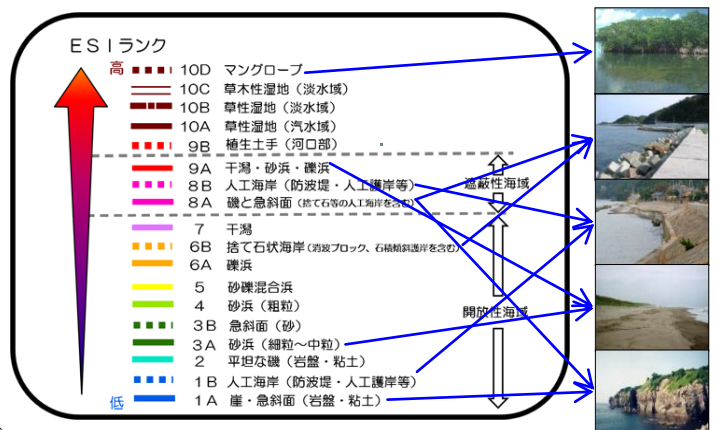 ESIランク
高
10D マングローブ
10C 草木性湿地（淡水域）
10B 草性湿地（淡水域）
10A 草性湿地（汽水域）
9B 植生土手（河口部）
9A 干潟・砂浜・礫浜
8B 人工海岸（防波堤・人工護岸等）
遮蔽性海域
8A 磯と急斜面（捨て石等の人工海岸を含む）
7 干潟
6B 捨て石状海岸（消波ブロック、石積傾斜護岸を含む）
6A 礫浜
5 砂礫混合浜
4 砂浜（粗粒）
開放性海域
3B 急斜面（砂）
3A 砂浜（細粒～中粒）
2 平坦な磯（岩盤・粘土）
1B 人工海岸（防波堤・人工護岸等）
低
1A 崖・急斜面（岩盤・粘土）